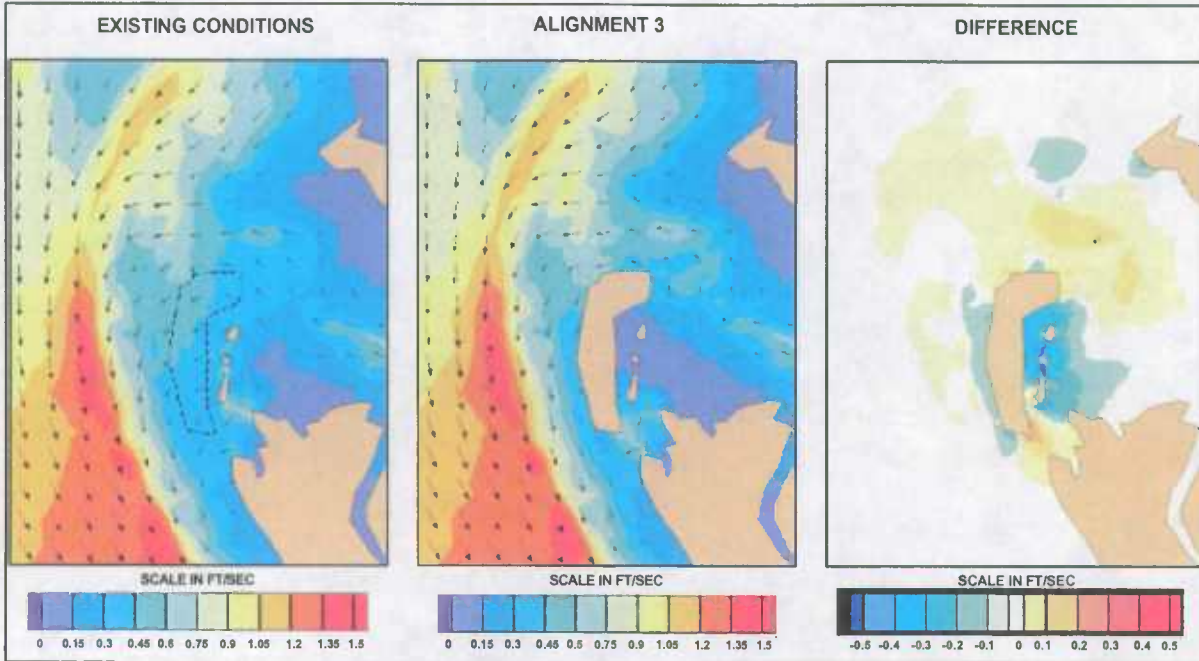 EXISTING CONDITIONS
ALIGNMENT 3
DIFFERENCE
SCALE IN FT/SEC
0 0.15 0.3 0.45 0.6 0.75 0.9 1.05 1.2 1.35 1.5
SCALE IN FT/SEC
0 0.15 0.3 0.45 0.6 0.75 0.9 1.05 1.2 1.35 1.5
SCALE IN FT/SEC
-0.5 -0.4 -0.3 -0.2 -0.1 0 0.1 0.2 0.3 0.4 0.5